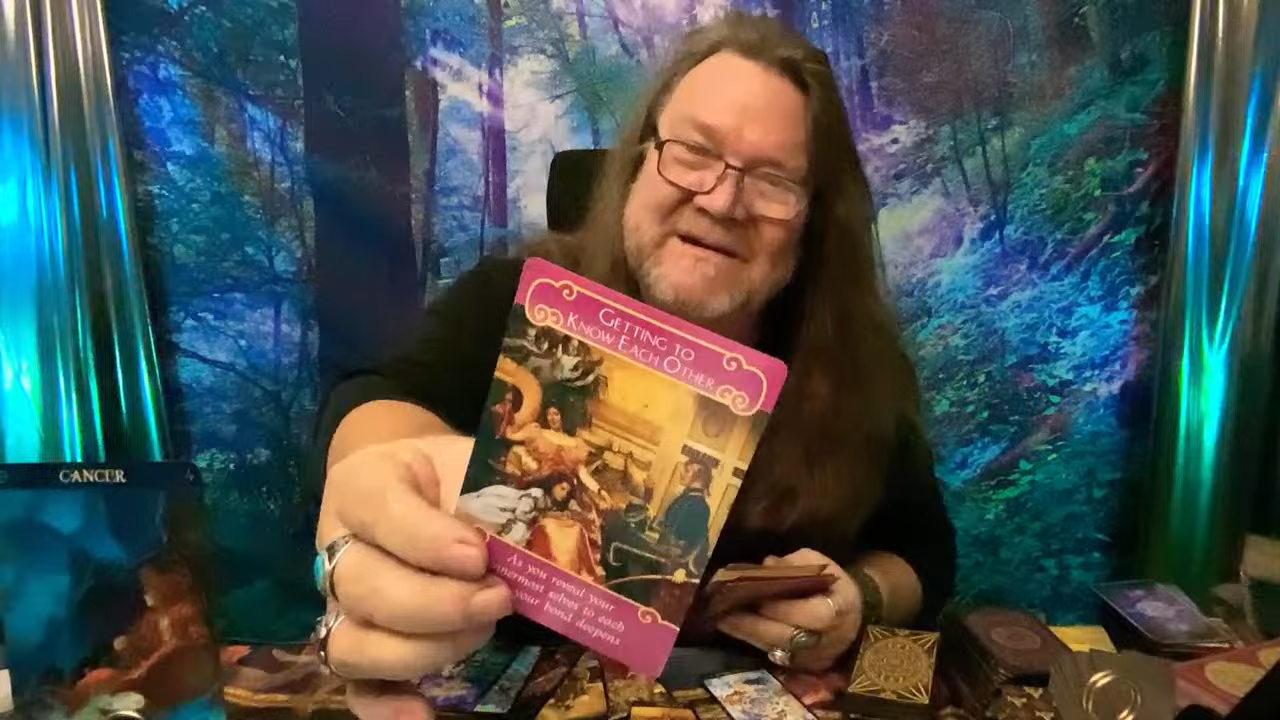 CANCER
GETTING TO
KNOW EACH OTHER
As you reveal your
innermost selves to each
your bond deepens